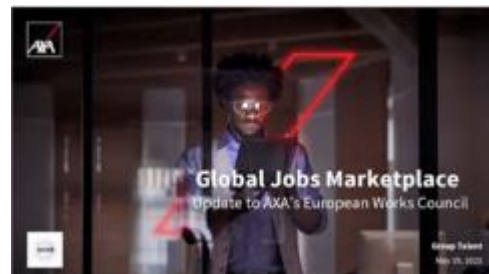 AXA
Global Jobs Marketplace
Update to AXA's European Works Council
Group Talent